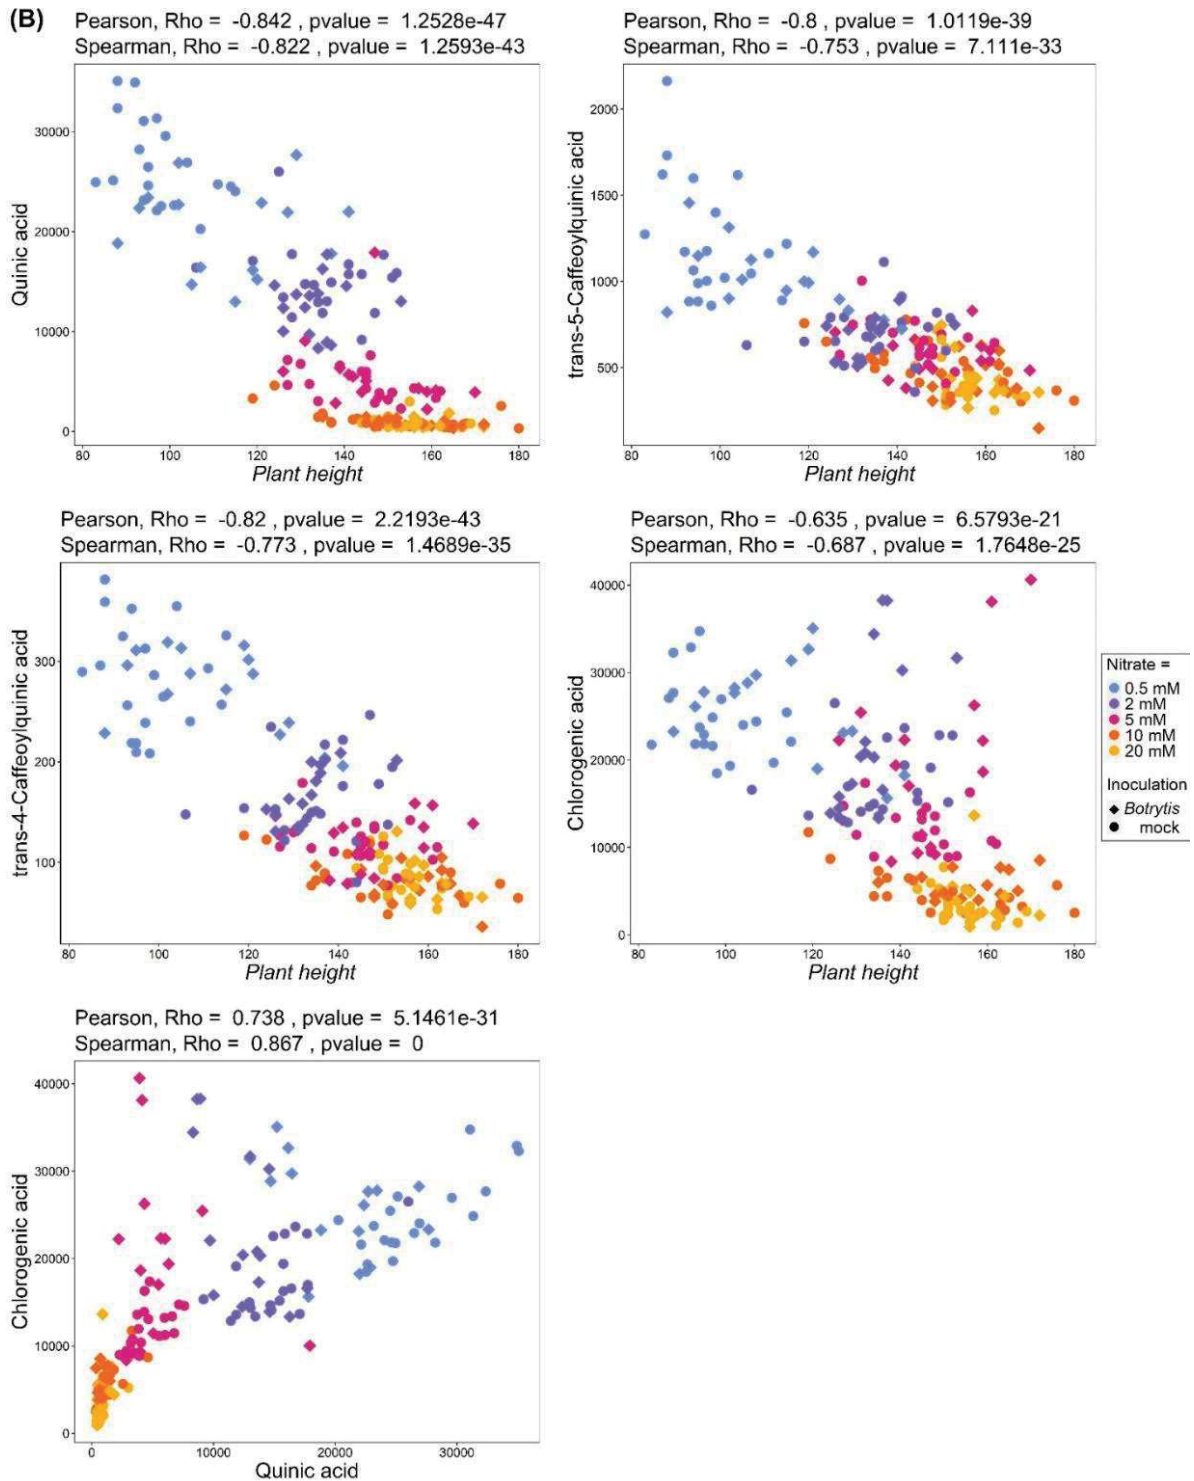 (B)
Pearson, Rho = -0.842 , pvalue = 1.2528e-47
Spearman, Rho = -0.822 , pvalue = 1.2593e-43
Quinic acid
30000
20000
10000
0
80 100 120 140 160 180
Plant height
Pearson, Rho = -0.8 , pvalue = 1.0119e-39
Spearman, Rho = -0.753 , pvalue = 7.111e-33
trans-5-Caffeoylquinic acid
2000
1500
1000
500
80 100 120 140 160 180
Plant height
Pearson, Rho = -0.82 , pvalue = 2.2193e-43
Spearman, Rho = -0.773 , pvalue = 1.4689e-35
trans-4-Caffeoylquinic acid
300
200
100
80 100 120 140 160 180
Plant height
Pearson, Rho = -0.635 , pvalue = 6.5793e-21
Spearman, Rho = -0.687 , pvalue = 1.7648e-25
Chlorogenic acid
40000
30000
20000
10000
0
80 100 120 140 160 180
Plant height
Nitrate =
0.5 mM
2 mM
5 mM
10 mM
20 mM
Inoculation
Botrytis
mock
Pearson, Rho = 0.738 , pvalue = 5.1461e-31
Spearman, Rho = 0.867 , pvalue = 0
Chlorogenic acid
40000
30000
20000
10000
0
0 10000 20000 30000
Quinic acid